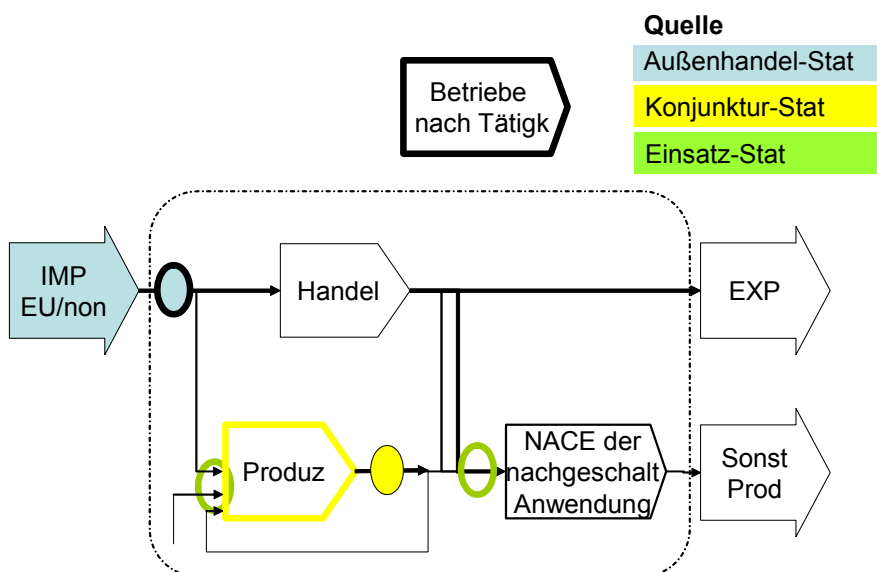 Quelle
Außenhandel-Stat
Konjunktur-Stat
Einsatz-Stat
Betriebe
nach Tätigk
IMP
EU/non
Handel
EXP
Produz
NACE der
nachgeschalt
Anwendung
Sonst
Prod